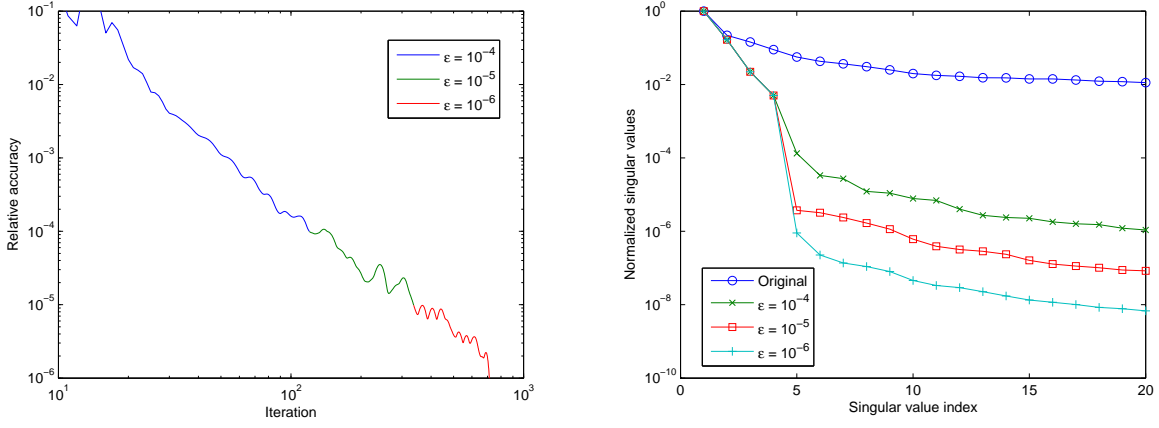 10^-1
10^-2
10^-3
10^-4
10^-5
10^-6
10^1
10^2
10^3
Relative accuracy
Iteration
ε = 10^-4
ε = 10^-5
ε = 10^-6
10^0
10^-2
10^-4
10^-6
10^-8
10^-10
0
5
10
15
20
Normalized singular values
Singular value index
Original
ε = 10^-4
ε = 10^-5
ε = 10^-6